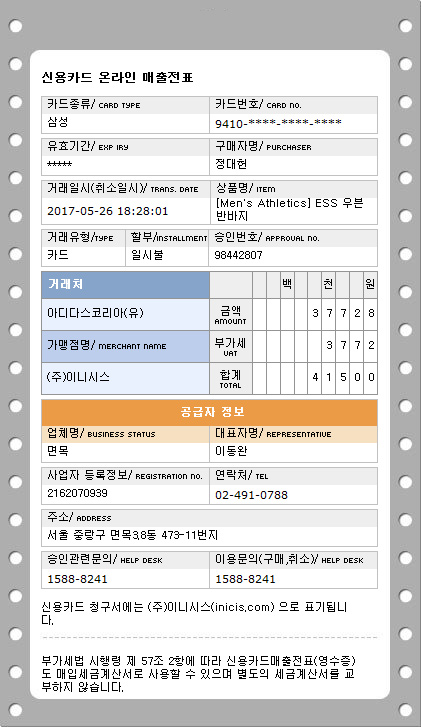 신용카드 온라인 매출전표
카드종류/ CARD TYPE 카드번호/ CARD NO.
삼성 9410-****-****-****
유효기간/ EXP IRY 구매자명/ PURCHASER
***** 정대현
거래일시(취소일시)/ TRANS. DATE 상품명/ ITEM
2017-05-26 18:28:01 [Men's Athletics] ESS 우븐
반바지
거래유형/TYPE 할부/INSTALLMENT 승인번호/ APPROVAL NO.
카드 일시불 98442807
거래처 백 천 원
아디다스코리아(유) 금액 3 7 7 2 8
AMOUNT
가맹점명/ MERCHANT NAME 부가세 3 7 7 2
VAT
(주)이니시스 합계 4 1 5 0 0
TOTAL
공급자 정보
업체명/ BUSINESS STATUS 대표자명/ REPRESENTATIVE
면목 이동완
사업자 등록정보/ REGISTRATION NO. 연락처/ TEL
2162070939 02-491-0788
주소/ ADDRESS
서울 중랑구 면목3,8동 473-11번지
승인관련문의/ HELP DESK 이용문의(구매,취소)/ HELP DESK
1588-8241 1588-8241
신용카드 청구서에는 (주)이니시스(inicis,com) 으로 표기됩니
다.
부가세법 시행령 제 57조 2항에 따라 신용카드매출전표(영수증)
도 매입세금계산서로 사용할 수 있으며 별도의 세금계산서를 교
부하지 않습니다.